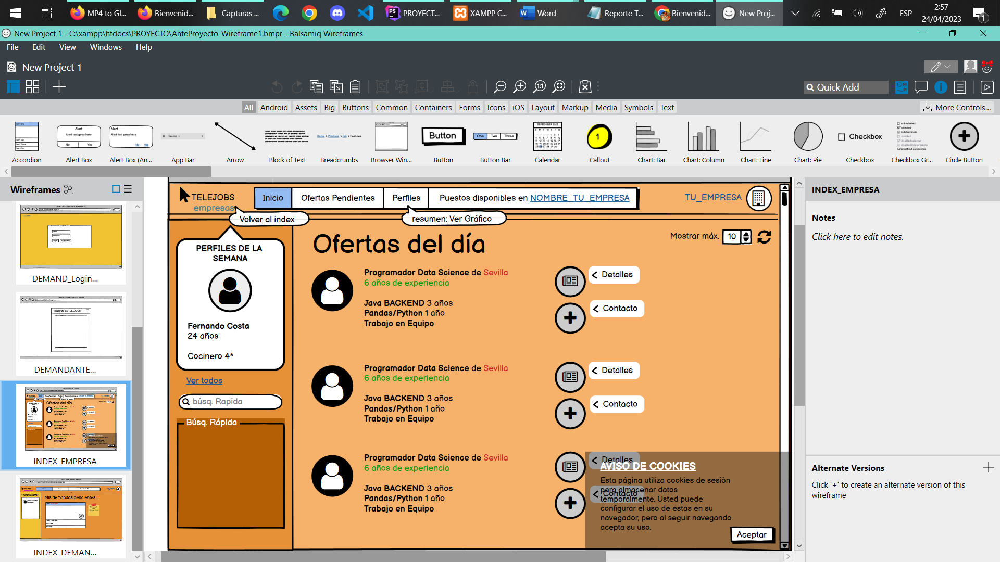 MP4 to GI...
Bienvenid...
Capturas ...
PROYECT...
XAMPP C...
Word
Reporte T...
Bienvenid...
New Proj...
ESP
2:57
24/04/2023
1
New Project 1 - C:\xampp\htdocs\PROYECTO\AnteProyecto_Wireframe1.bmpr - Balsamiq Wireframes
File Edit View Windows Help
New Project 1
1:1
Quick Add
All Android Assets Big Buttons Common Containers Forms Icons iOS Layout Markup Media Symbols Text
More Controls...
Accordion
Alert Box
Alert Box (An...
App Bar
Arrow
Block of Text
Breadcrumbs
Browser Win...
Button
Button
Button Bar
One Two Three
Calendar
SEPTEMBER 2022
1
Callout
Chart: Bar
Chart: Column
Chart: Line
Chart: Pie
Checkbox
Checkbox
Checkbox Gr...
Circle Button
Wireframes
DEMAND_Login...
DEMANDANTE...
INDEX_EMPRESA
INDEX_DEMAN...
TELEJOBS
empresas
Inicio
Ofertas Pendientes
Perfiles
Puestos disponibles en NOMBRE_TU_EMPRESA
TU_EMPRESA
Volver al index
resumen: Ver Gráfico
PERFILES DE LA
SEMANA
Fernando Costa
24 años
Cocinero 4*
Ver todos
búsq. Rapida
Búsq. Rápida
Ofertas del día
Mostrar máx. 10
Programador Data Science de Sevilla
6 años de experiencia
Java BACKEND 3 años
Pandas/Python 1 año
Trabajo en Equipo
Detalles
Contacto
Programador Data Science de Sevilla
6 años de experiencia
Java BACKEND 3 años
Pandas/Python 1 año
Trabajo en Equipo
Detalles
Contacto
Programador Data Science de Sevilla
6 años de experiencia
Java BACKEND 3 años
Pandas/Python 1 año
Trabajo en Equipo
Detalles
Contacto
AVISO DE COOKIES
Esta página utiliza cookies de sesión
para almacenar datos
temporalmente. Usted puede
configurar el uso de estas en su
navegador, pero al seguir navegando
acepta su uso.
Aceptar
INDEX_EMPRESA
Notes
Click here to edit notes.
Alternate Versions
Click '+' to create an alternate version of this
wireframe